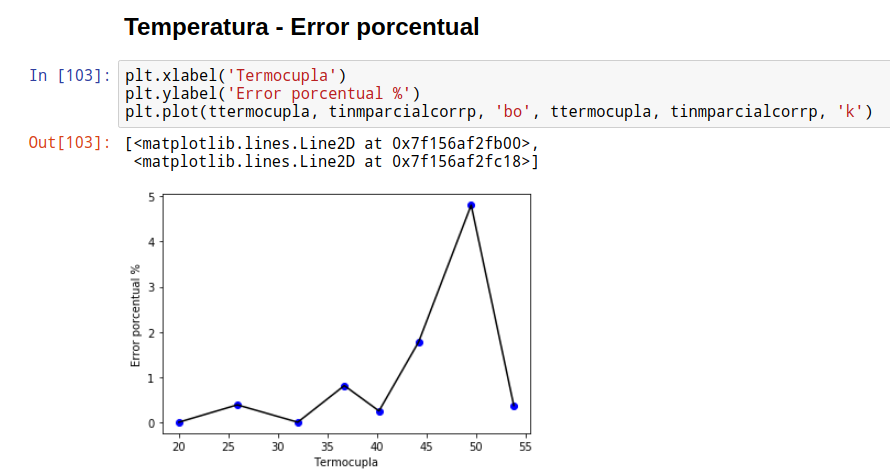 Temperatura - Error porcentual
In [103]: plt.xlabel('Termocupla')
plt.ylabel('Error porcentual %')
plt.plot(ttermocupla, tinmparcialcorrp, 'bo', ttermocupla, tinmparcialcorrp, 'k')
Out[103]: [<matplotlib.lines.Line2D at 0x7f156af2fb00>,
<matplotlib.lines.Line2D at 0x7f156af2fc18>]
Error porcentual %
5
4
3
2
1
0
20 25 30 35 40 45 50 55
Termocupla